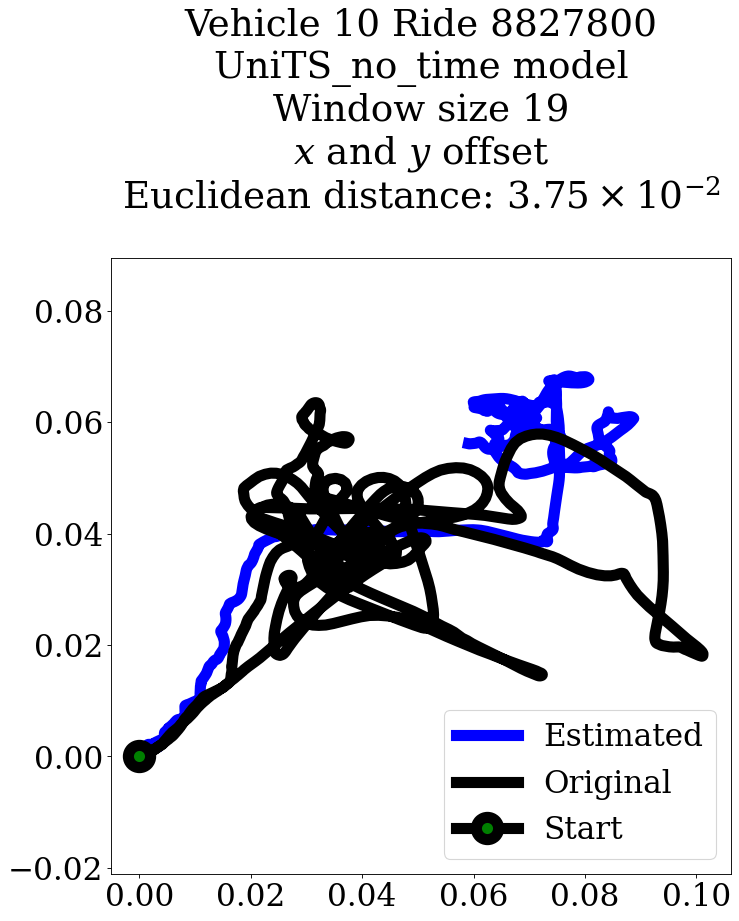 Vehicle 10 Ride 8827800
UniTS_no_time model
Window size 19
x and y offset
Euclidean distance: 3.75 × 10⁻²
0.08
0.06
0.04
0.02
0.00
−0.02
0.00 0.02 0.04 0.06 0.08 0.10
Estimated
Original
Start